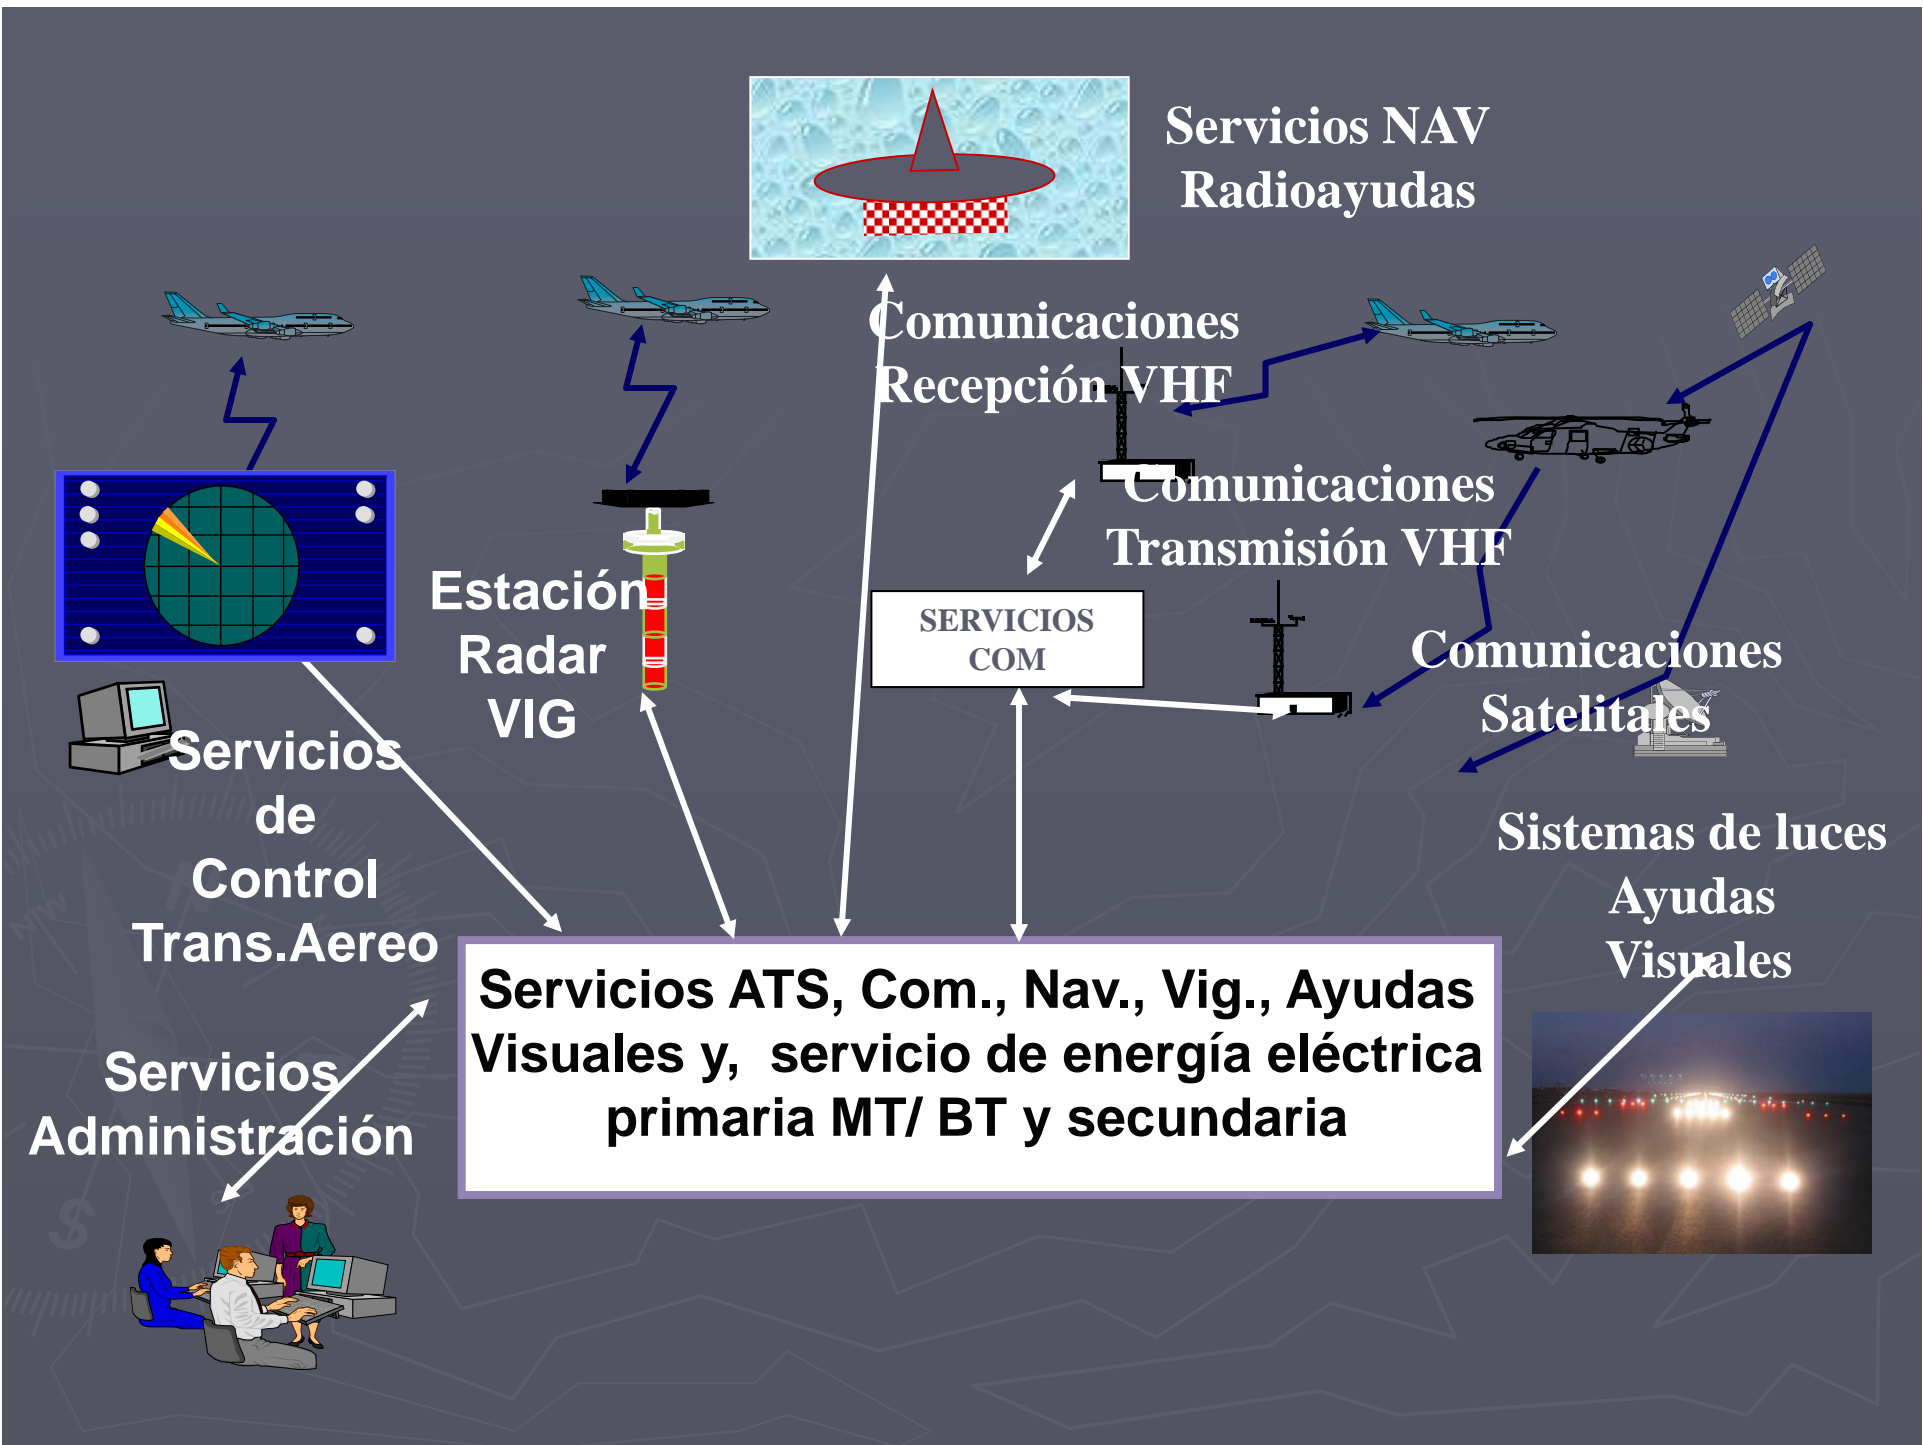 Servicios NAV
Radioayudas
Comunicaciones
Recepción VHF
Comunicaciones
Transmisión VHF
Estación
Radar
VIG
SERVICIOS
COM
Comunicaciones
Satelitales
Servicios
de
Control
Trans.Aereo
Sistemas de luces
Ayudas
Visuales
Servicios ATS, Com., Nav., Vig., Ayudas
Visuales y,  servicio de energía eléctrica
primaria MT/ BT y secundaria
Servicios
Administración